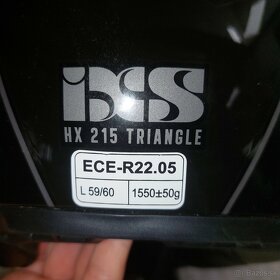 iXS
HX 215 TRIANGLE
ECE-R22.05
L 59/60 1550±50g